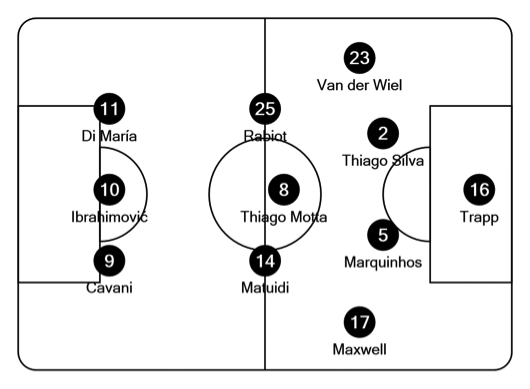 23
Van der Wiel
11
Di María
25
Rabiot
2
Thiago Silva
10
Ibrahimović
8
Thiago Motta
16
Trapp
5
Marquinhos
9
Cavani
14
Matuidi
17
Maxwell